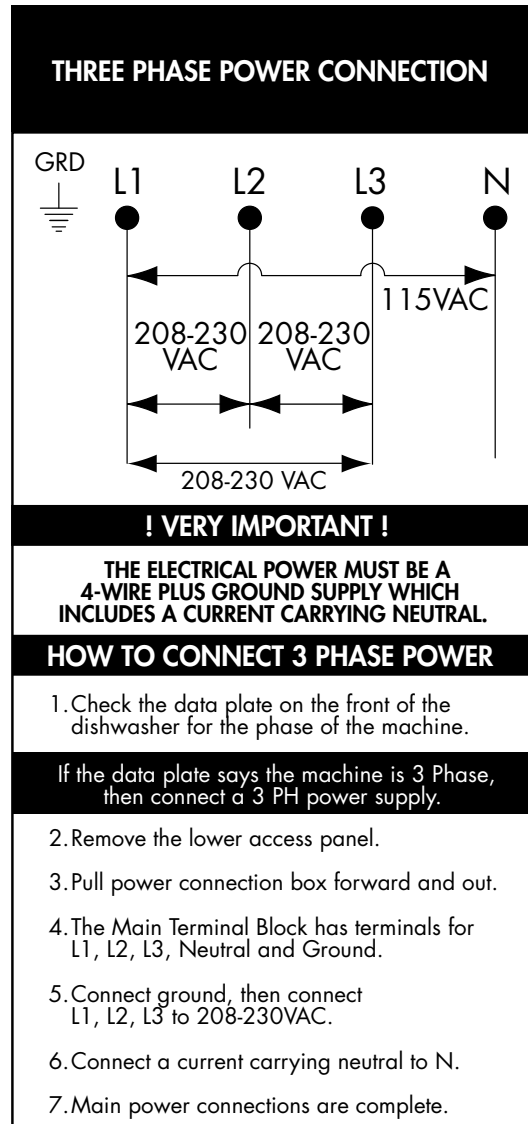 THREE PHASE POWER CONNECTION
GRD
L1 L2 L3 N
115VAC
208-230 208-230
VAC VAC
208-230 VAC
! VERY IMPORTANT !
THE ELECTRICAL POWER MUST BE A
4-WIRE PLUS GROUND SUPPLY WHICH
INCLUDES A CURRENT CARRYING NEUTRAL.
HOW TO CONNECT 3 PHASE POWER
1.Check the data plate on the front of the
dishwasher for the phase of the machine.
If the data plate says the machine is 3 Phase,
then connect a 3 PH power supply.
2.Remove the lower access panel.
3.Pull power connection box forward and out.
4.The Main Terminal Block has terminals for
L1, L2, L3, Neutral and Ground.
5.Connect ground, then connect
L1, L2, L3 to 208-230VAC.
6.Connect a current carrying neutral to N.
7.Main power connections are complete.